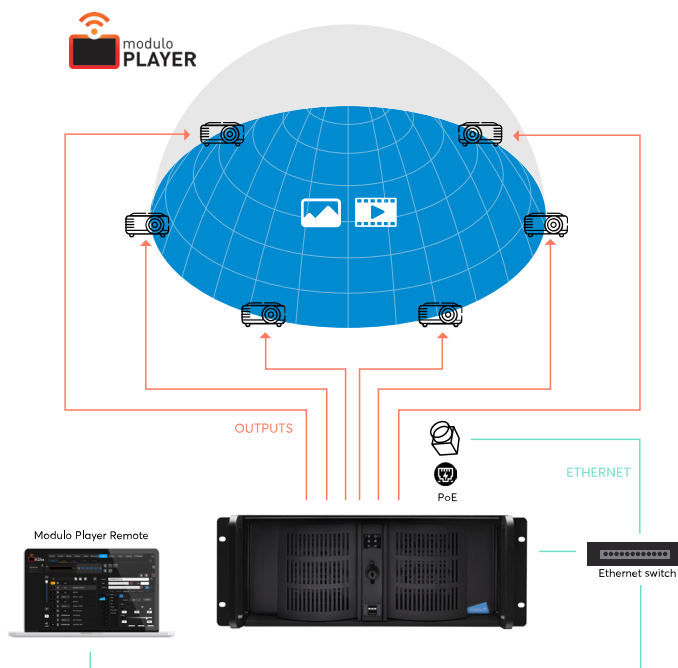 modulo
PLAYER
OUTPUTS
ETHERNET
PoE
Modulo Player Remote
Ethernet switch